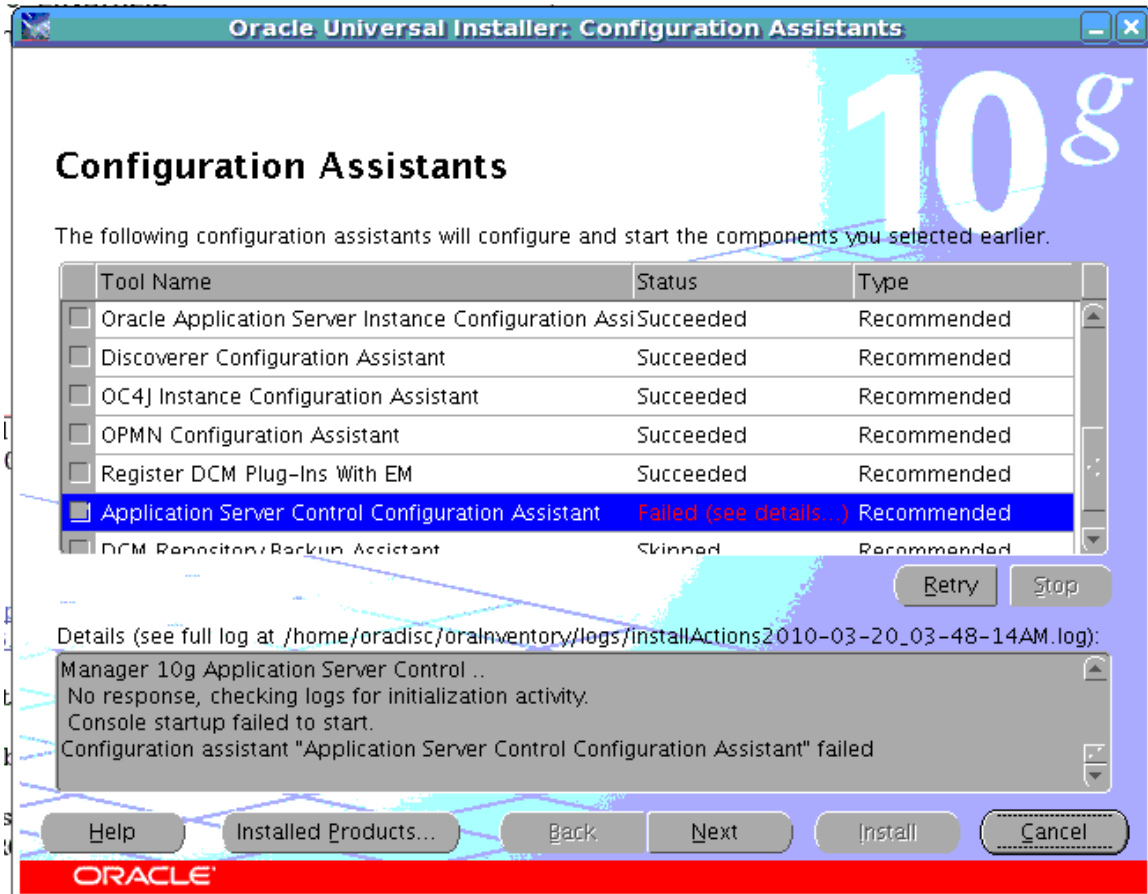 Oracle Universal Installer: Configuration Assistants
10g
Configuration Assistants
The following configuration assistants will configure and start the components you selected earlier.
Tool Name Status Type
Oracle Application Server Instance Configuration Assi Succeeded Recommended
Discoverer Configuration Assistant Succeeded Recommended
OC4J Instance Configuration Assistant Succeeded Recommended
OPMN Configuration Assistant Succeeded Recommended
Register DCM Plug-Ins With EM Succeeded Recommended
Application Server Control Configuration Assistant Failed (see details...) Recommended
DCM Repository Backup Assistant Skipped Recommended
Retry Stop
Details (see full log at /home/oradisc/oraInventory/logs/installActions2010-03-20_03-48-14AM.log):
Manager 10g Application Server Control ..
No response, checking logs for initialization activity.
Console startup failed to start.
Configuration assistant "Application Server Control Configuration Assistant" failed
Help Installed Products... Back Next Install Cancel
ORACLE